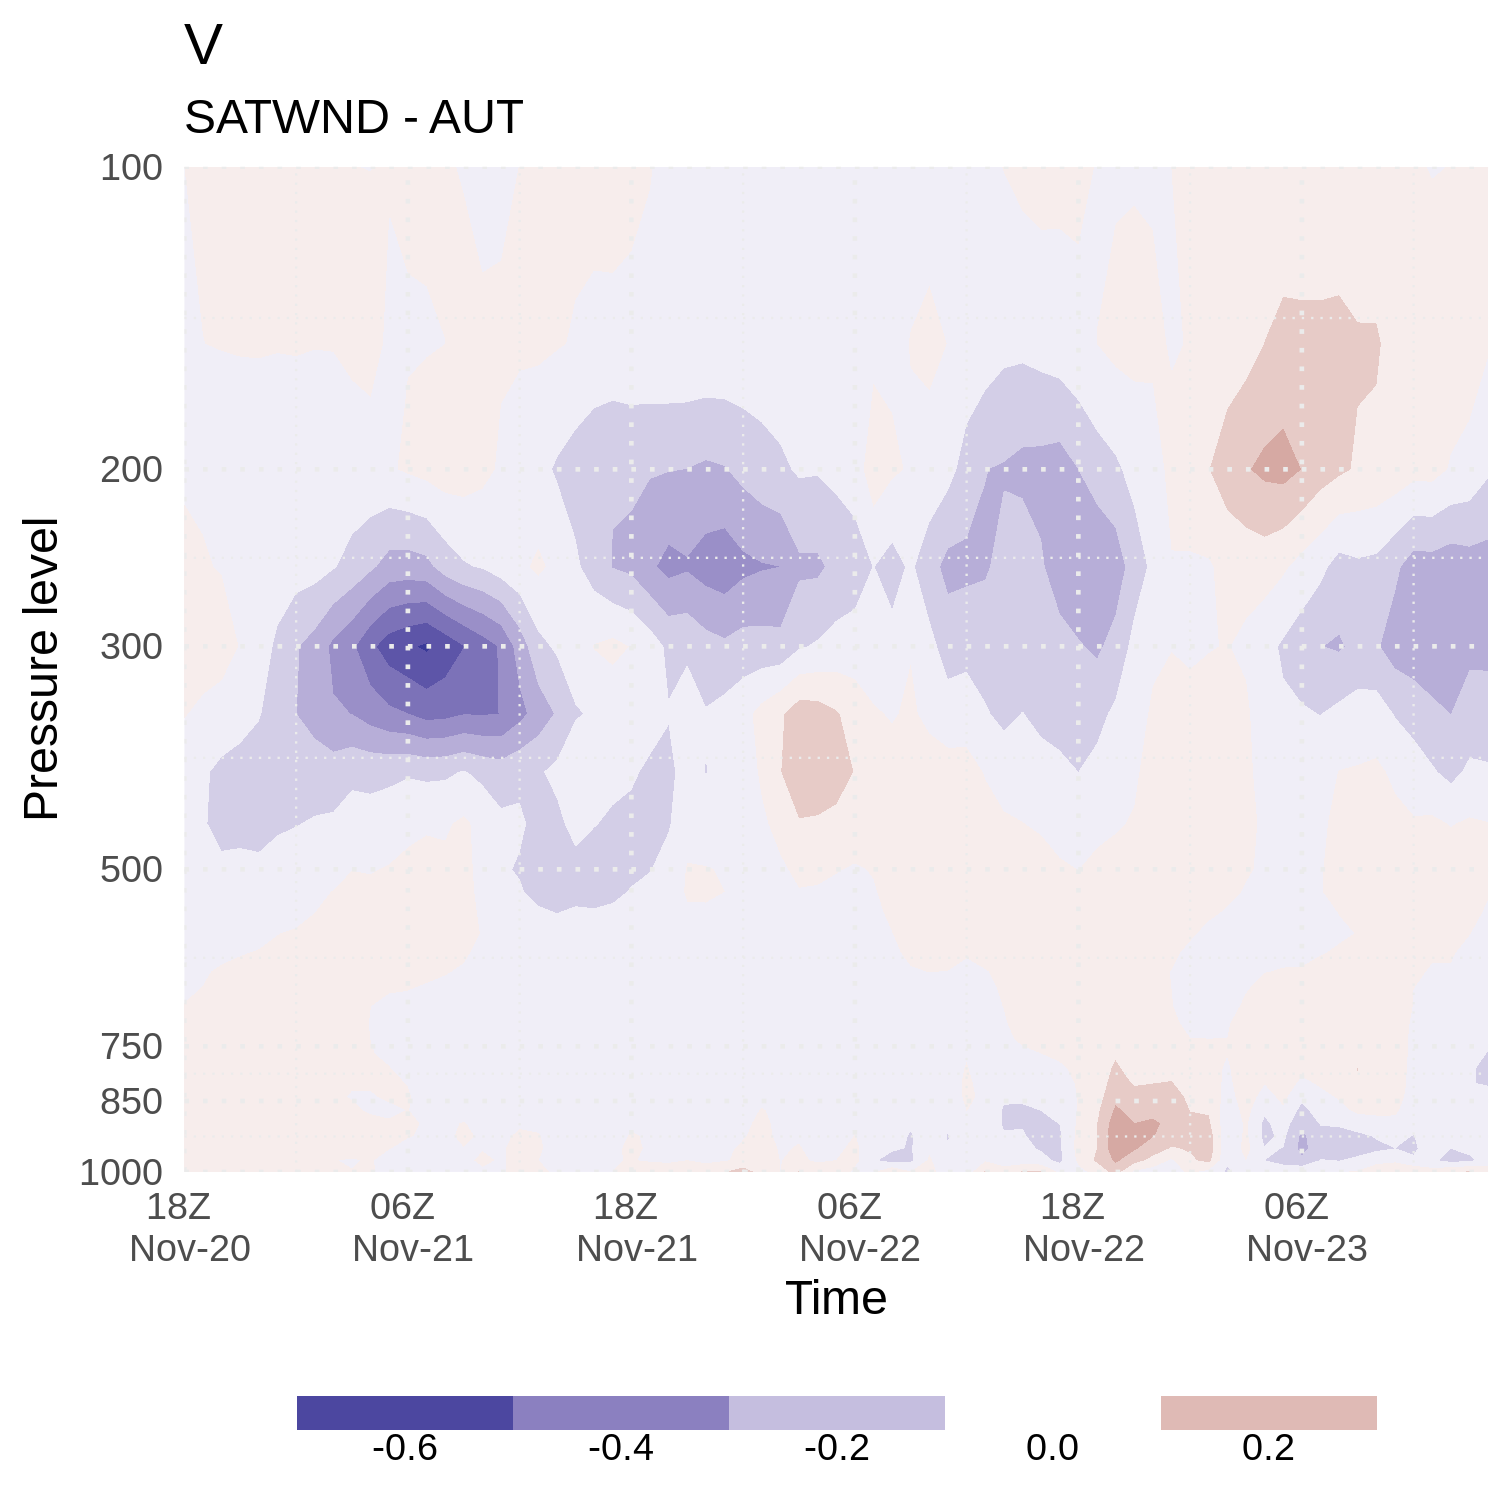 V
SATWND - AUT
100
200
300
500
750
850
1000
Pressure level
18Z 06Z 18Z 06Z 18Z 06Z
Nov-20 Nov-21 Nov-21 Nov-22 Nov-22 Nov-23
Time
-0.6 -0.4 -0.2 0.0 0.2